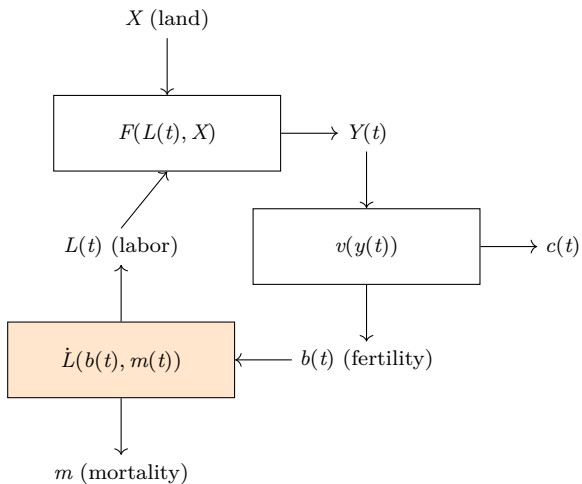 X (land)
F(L(t), X)
Y(t)
L(t) (labor)
v(y(t))
c(t)
L̇(b(t), m(t))
b(t) (fertility)
m (mortality)